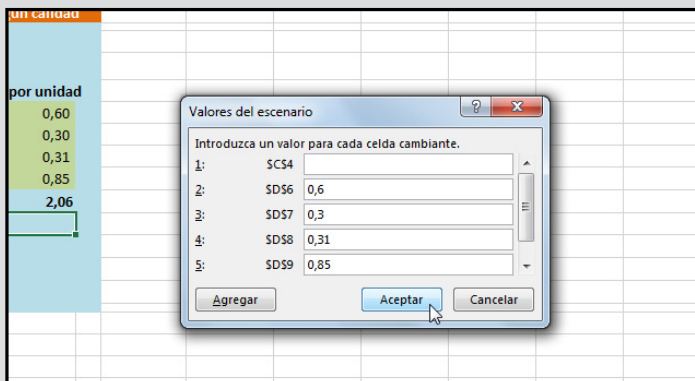 ún calidad
por unidad
0,60
0,30
0,31
0,85
2,06
Valores del escenario
?
X
Introduzca un valor para cada celda cambiante.
1: $C$4
2: $D$6 0,6
3: $D$7 0,3
4: $D$8 0,31
5: $D$9 0,85
Agregar Aceptar Cancelar